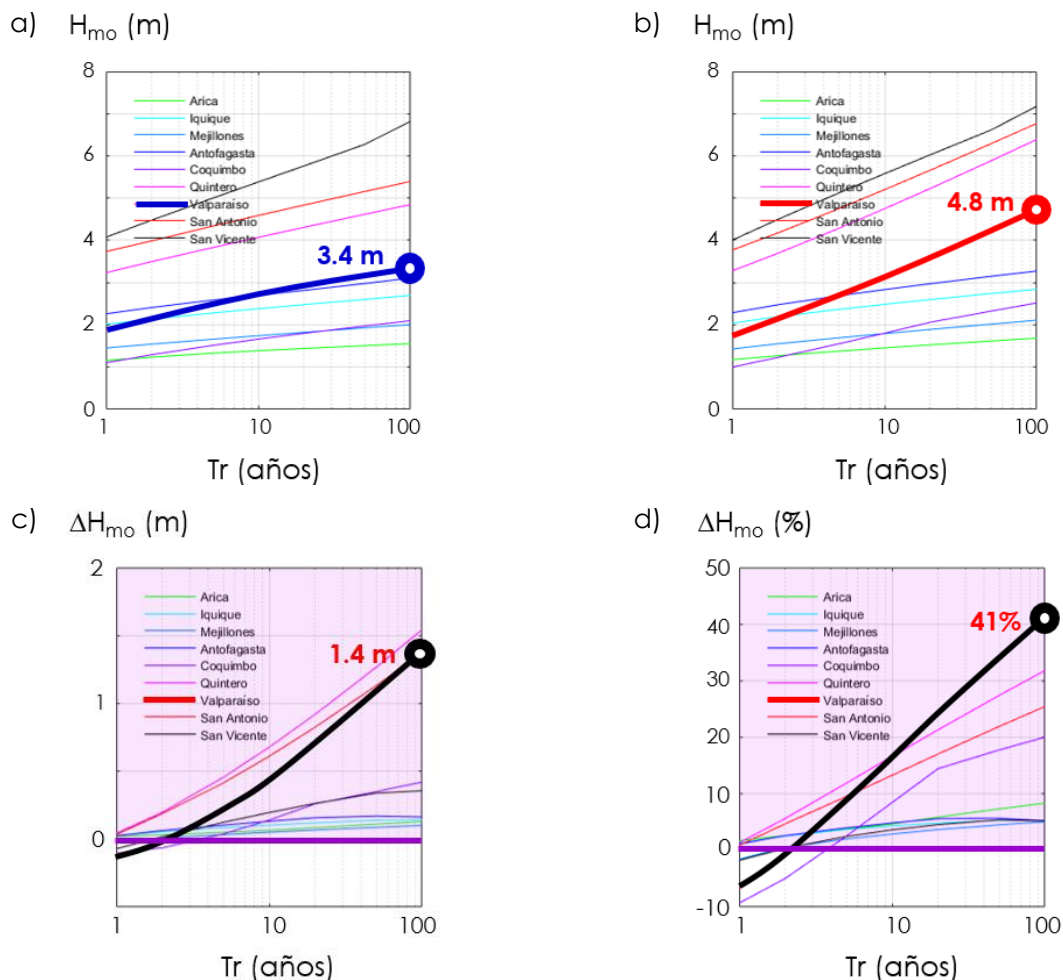 a) Hmo (m)
8
6
4
2
0
Arica
Iquique
Mejillones
Antofagasta
Coquimbo
Quintero
Valparaíso
San Antonio
San Vicente
3.4 m
1 10 100
Tr (años)
b) Hmo (m)
8
6
4
2
0
Arica
Iquique
Mejillones
Antofagasta
Coquimbo
Quintero
Valparaíso
San Antonio
San Vicente
4.8 m
1 10 100
Tr (años)
c) ΔHmo (m)
2
1
0
Arica
Iquique
Mejillones
Antofagasta
Coquimbo
Quintero
Valparaíso
San Antonio
San Vicente
1.4 m
1 10 100
Tr (años)
d) ΔHmo (%)
50
40
30
20
10
0
-10
Arica
Iquique
Mejillones
Antofagasta
Coquimbo
Quintero
Valparaíso
San Antonio
San Vicente
41%
1 10 100
Tr (años)